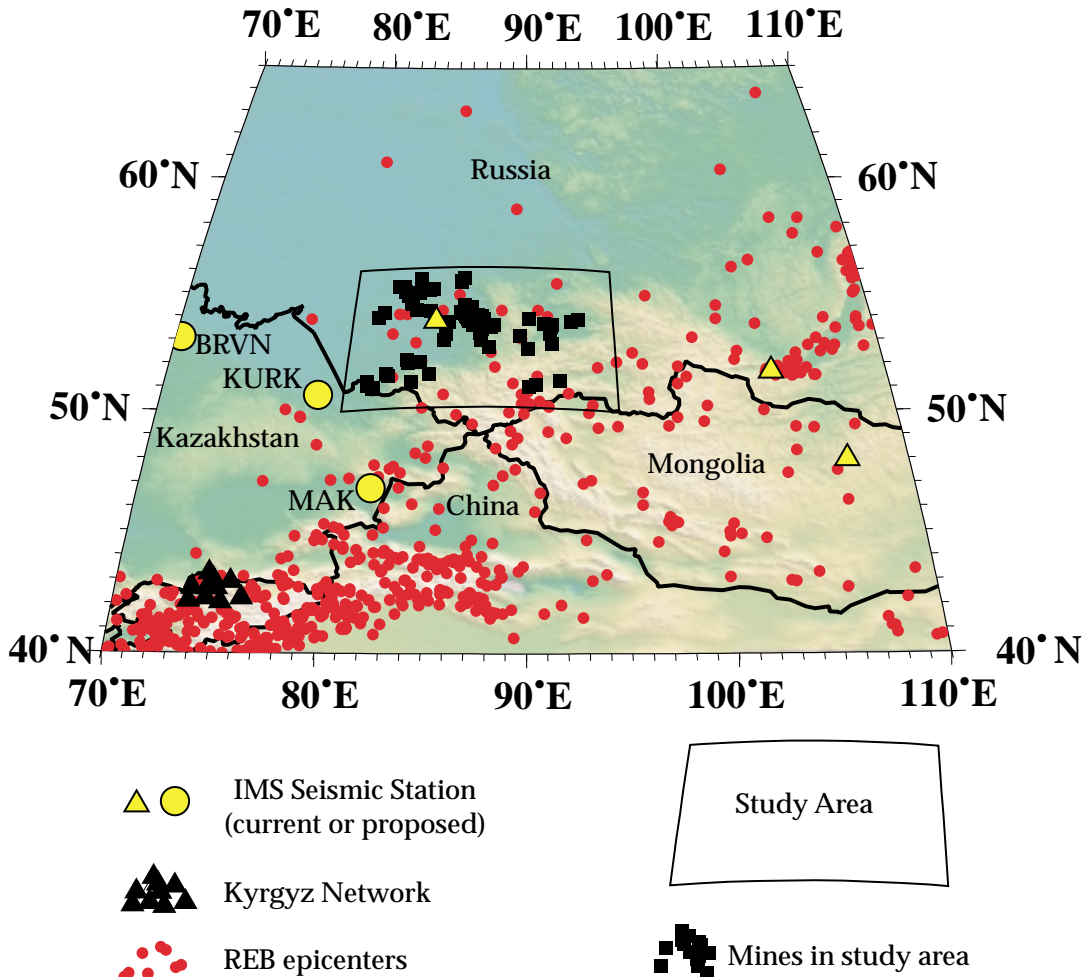 70°E 80°E 90°E 100°E 110°E
Russia
60°N 60°N
BRVN
KURK
50°N 50°N
Kazakhstan
Mongolia
MAK China
40°N 40°N
70°E 80°E 90°E 100°E 110°E
IMS Seismic Station
(current or proposed)
Study Area
Kyrgyz Network
REB epicenters
Mines in study area